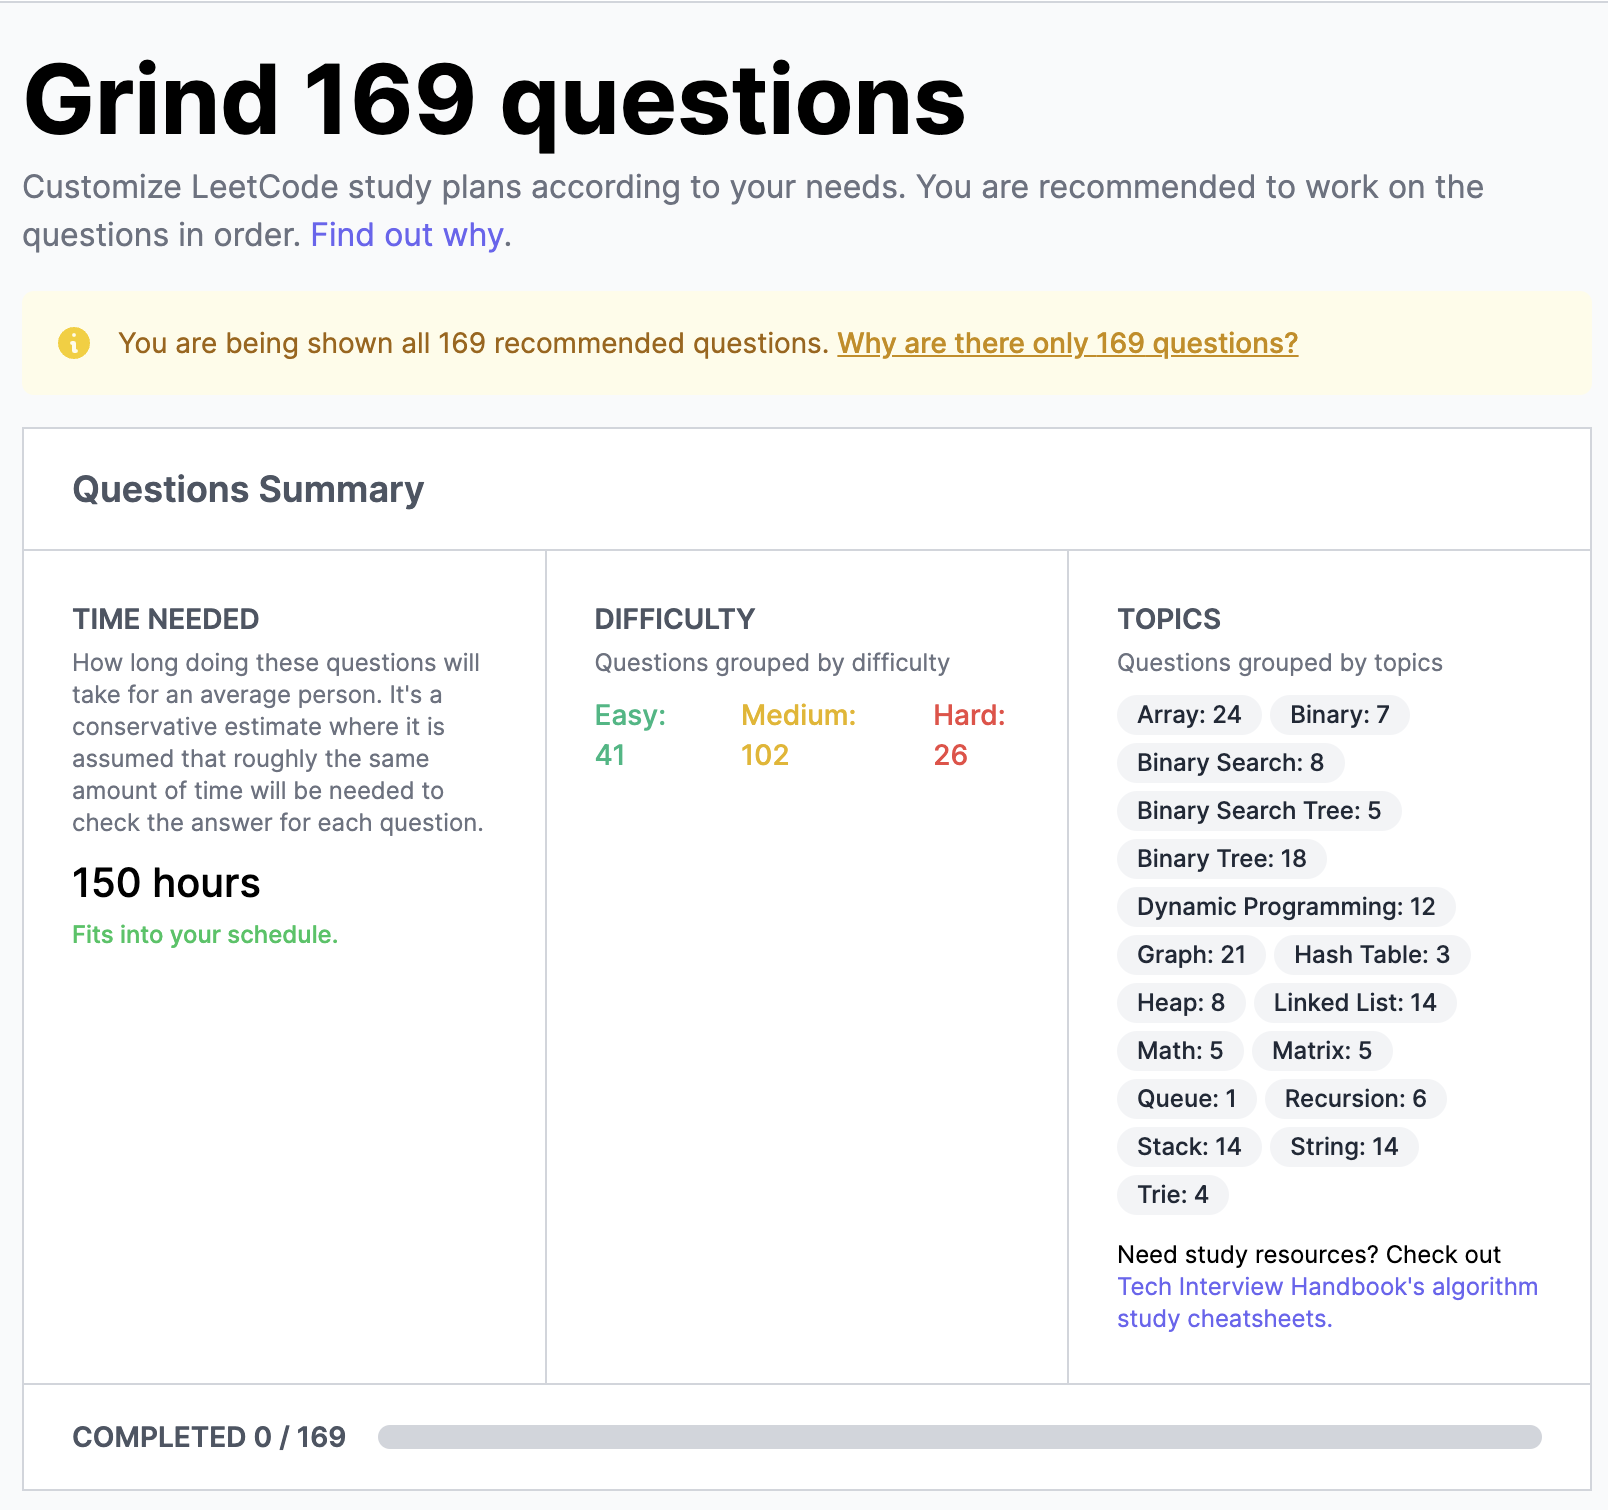 Grind 169 questions
Customize LeetCode study plans according to your needs. You are recommended to work on the
questions in order. Find out why.
You are being shown all 169 recommended questions. Why are there only 169 questions?
Questions Summary
TIME NEEDED
How long doing these questions will
take for an average person. It's a
conservative estimate where it is
assumed that roughly the same
amount of time will be needed to
check the answer for each question.
150 hours
Fits into your schedule.
DIFFICULTY
Questions grouped by difficulty
Easy: Medium: Hard:
41 102 26
TOPICS
Questions grouped by topics
Array: 24 Binary: 7
Binary Search: 8
Binary Search Tree: 5
Binary Tree: 18
Dynamic Programming: 12
Graph: 21 Hash Table: 3
Heap: 8 Linked List: 14
Math: 5 Matrix: 5
Queue: 1 Recursion: 6
Stack: 14 String: 14
Trie: 4
Need study resources? Check out
Tech Interview Handbook's algorithm
study cheatsheets.
COMPLETED 0 / 169